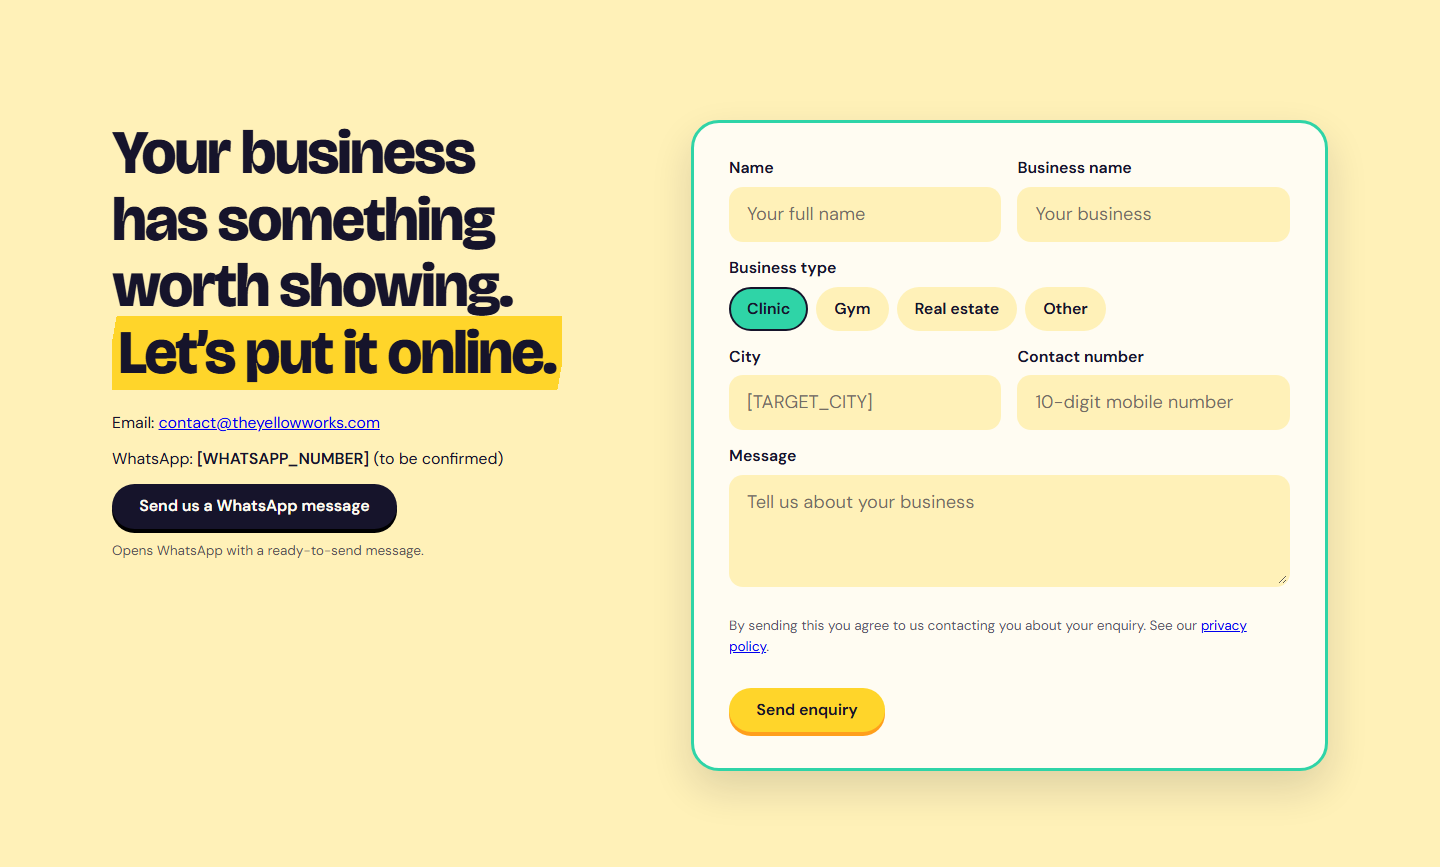 Your business
has something
worth showing.
Let’s put it online.
Email: contact@theyellowworks.com
WhatsApp: [WHATSAPP_NUMBER] (to be confirmed)
Send us a WhatsApp message
Opens WhatsApp with a ready-to-send message.
Name
Your full name
Business name
Your business
Business type
Clinic
Gym
Real estate
Other
City
[TARGET_CITY]
Contact number
10-digit mobile number
Message
Tell us about your business
By sending this you agree to us contacting you about your enquiry. See our privacy
policy.
Send enquiry